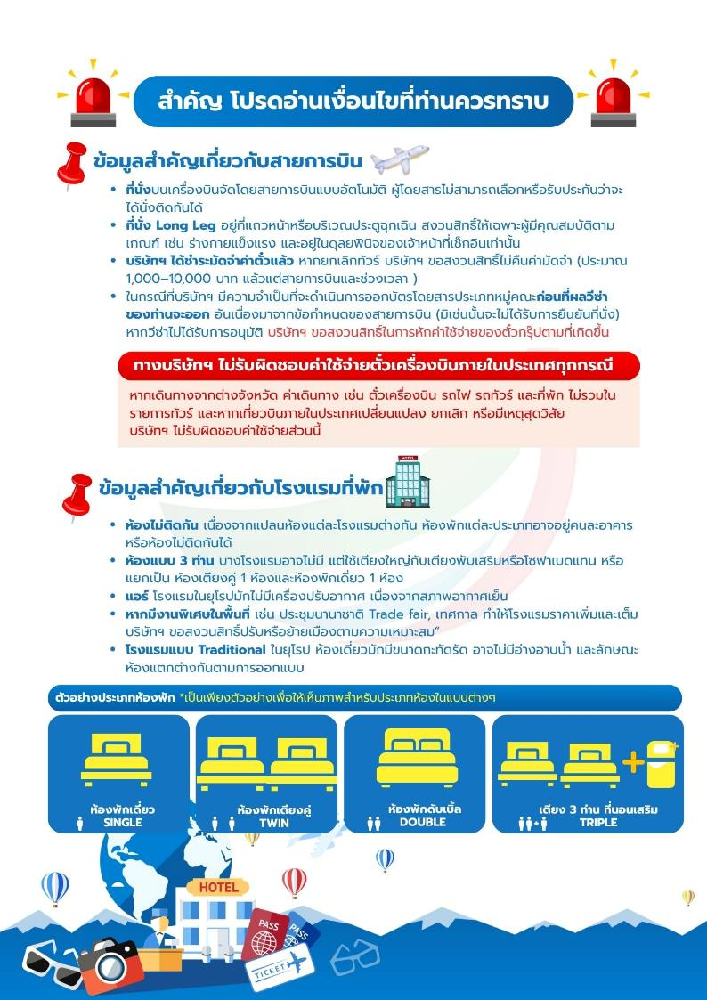 สำคัญ โปรดอ่านเงื่อนไขที่ท่านควรทราบ
ข้อมูลสำคัญเกี่ยวกับสายการบิน
• ที่นั่งบนเครื่องบินจัดโดยสายการบินแบบอัตโนมัติ ผู้โดยสารไม่สามารถเลือกหรือรับประกันว่าจะ
ได้นั่งติดกันได้
• ที่นั่ง Long Leg อยู่ที่แถวหน้าหรือบริเวณประตูฉุกเฉิน สงวนสิทธิ์ให้เฉพาะผู้มีคุณสมบัติตาม
เกณฑ์ เช่น ร่างกายแข็งแรง และอยู่ในดุลยพินิจของเจ้าหน้าที่เช็กอินเท่านั้น
• บริษัทฯ ได้ชำระมัดจำค่าตั๋วแล้ว หากยกเลิกทัวร์ บริษัทฯ ขอสงวนสิทธิ์ไม่คืนค่ามัดจำ (ประมาณ
1,000–10,000 บาท แล้วแต่สายการบินและช่วงเวลา )
• ในกรณีที่บริษัทฯ มีความจำเป็นที่จะดำเนินการออกบัตรโดยสารประเภทหมู่คณะก่อนที่ผลวีซ่า
ของท่านจะออก อันเนื่องมาจากข้อกำหนดของสายการบิน (มิเช่นนั้นจะไม่ได้รับการยืนยันที่นั่ง)
หากวีซ่าไม่ได้รับการอนุมัติ บริษัทฯ ขอสงวนสิทธิ์ในการหักค่าใช้จ่ายของตั๋วกรุ๊ปตามที่เกิดขึ้น
ทางบริษัทฯ ไม่รับผิดชอบค่าใช้จ่ายตั๋วเครื่องบินภายในประเทศทุกกรณี
หากเดินทางจากต่างจังหวัด ค่าเดินทาง เช่น ตั๋วเครื่องบิน รถไฟ รถทัวร์ และที่พัก ไม่รวมใน
รายการทัวร์ และหากเที่ยวบินภายในประเทศเปลี่ยนแปลง ยกเลิก หรือมีเหตุสุดวิสัย
บริษัทฯ ไม่รับผิดชอบค่าใช้จ่ายส่วนนี้
HOTEL
ข้อมูลสำคัญเกี่ยวกับโรงแรมที่พัก
• ห้องไม่ติดกัน เนื่องจากแปลนห้องแต่ละโรงแรมต่างกัน ห้องพักแต่ละประเภทอาจอยู่คนละอาคาร
หรือห้องไม่ติดกันได้
• ห้องแบบ 3 ท่าน บางโรงแรมอาจไม่มี แต่ใช้เตียงใหญ่กับเตียงพับเสริมหรือโซฟาเบดแทน หรือ
แยกเป็น ห้องเตียงคู่ 1 ห้องและห้องพักเดี่ยว 1 ห้อง
• แอร์ โรงแรมในยุโรปมักไม่มีเครื่องปรับอากาศ เนื่องจากสภาพอากาศเย็น
• หากมีงานพิเศษในพื้นที่ เช่น ประชุมนานาชาติ Trade fair, เทศกาล ทำให้โรงแรมราคาเพิ่มและเต็ม
บริษัทฯ ขอสงวนสิทธิ์ปรับหรือย้ายเมืองตามความเหมาะสม"
• โรงแรมแบบ Traditional ในยุโรป ห้องเดี่ยวมักมีขนาดกะทัดรัด อาจไม่มีอ่างอาบน้ำ และลักษณะ
ห้องแตกต่างกันตามการออกแบบ
ตัวอย่างประเภทห้องพัก *เป็นเพียงตัวอย่างเพื่อให้เห็นภาพสำหรับประเภทห้องในแบบต่างๆ
ห้องพักเดี่ยว
SINGLE
ห้องพักเตียงคู่
TWIN
ห้องพักดับเบิ้ล
DOUBLE
เตียง 3 ท่าน ที่นอนเสริม
TRIPLE
HOTEL
PASS
PASS
TICKET